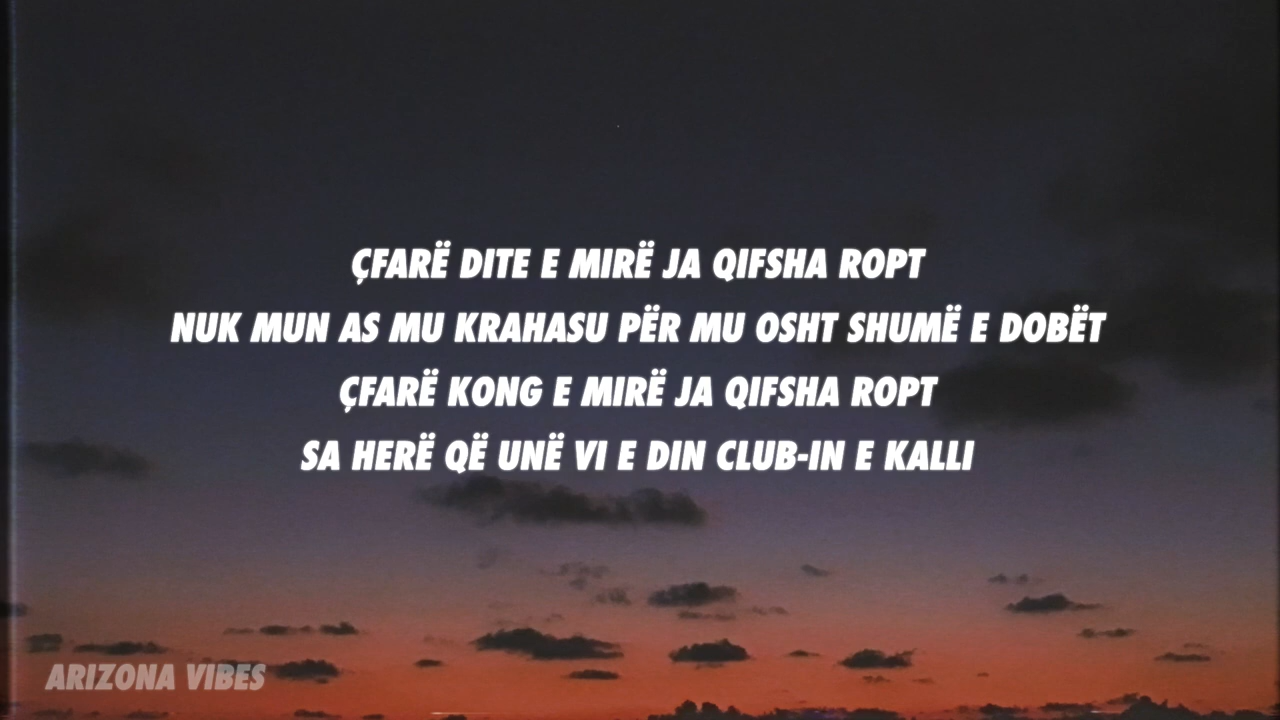 ÇFARË DITE E MIRË JA QIFSHA ROPT
NUK MUN AS MU KRAHASU PËR MU OSHT SHUMË E DOBËT
ÇFARË KONG E MIRË JA QIFSHA ROPT
SA HERË QË UNË VI E DIN CLUB-IN E KALLI
ARIZONA VIBES